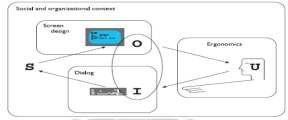 Social and organizational context
Screen
design
O
Ergonomics
S
U
Dialog
I